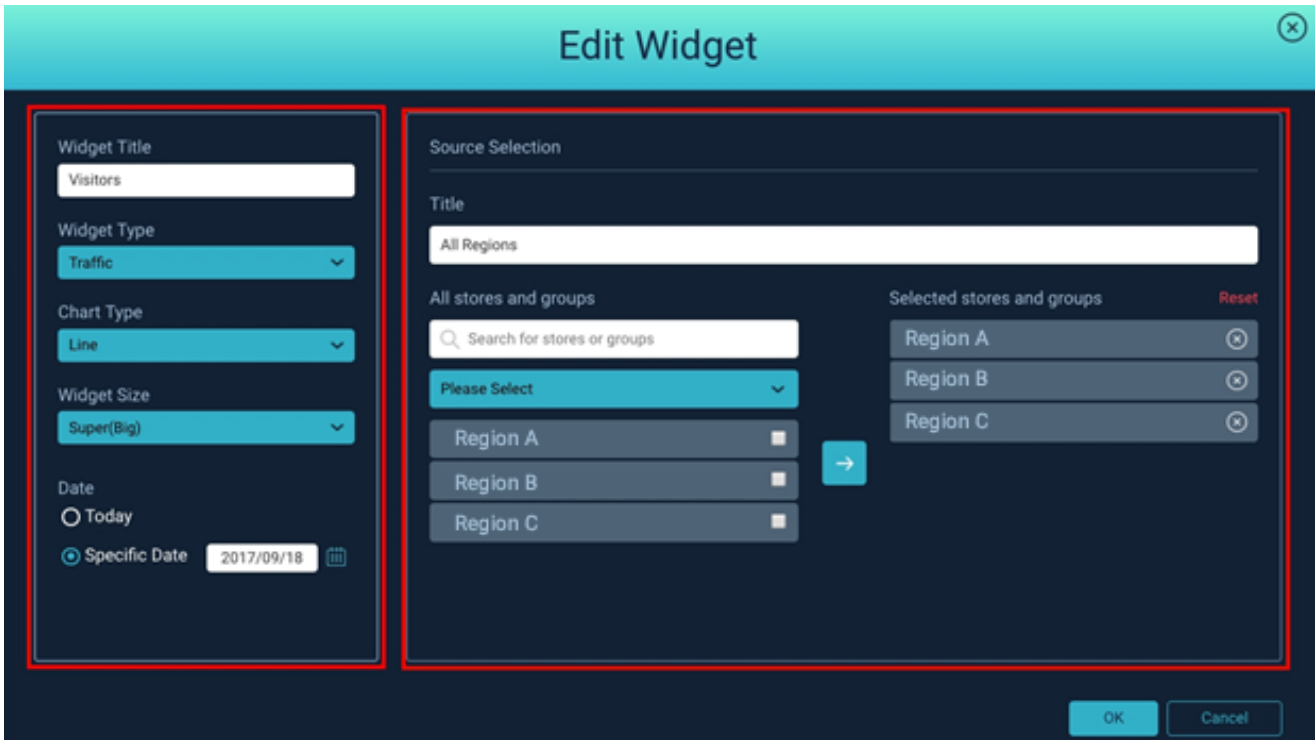 Edit Widget
Widget Title
Visitors
Widget Type
Traffic
Chart Type
Line
Widget Size
Super(Big)
Date
Today
Specific Date 2017/09/18
Source Selection
Title
All Regions
All stores and groups
Search for stores or groups
Please Select
Region A
Region B
Region C
Selected stores and groups Reset
Region A
Region B
Region C
OK Cancel